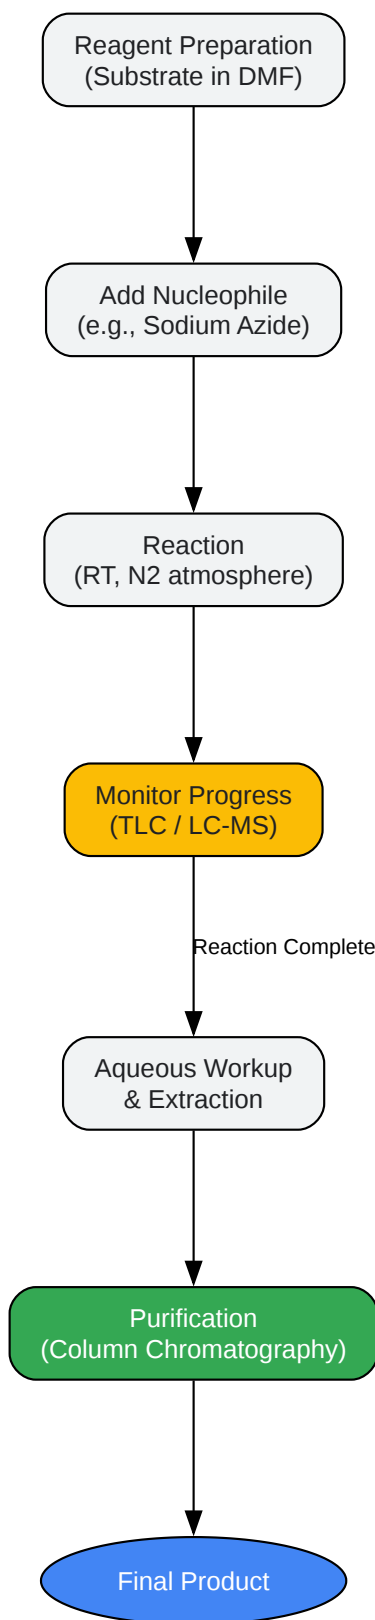 Reagent Preparation
(Substrate in DMF)
Add Nucleophile
(e.g., Sodium Azide)
Reaction
(RT, N2 atmosphere)
Monitor Progress
(TLC / LC-MS)
Reaction Complete
Aqueous Workup
& Extraction
Purification
(Column Chromatography)
Final Product